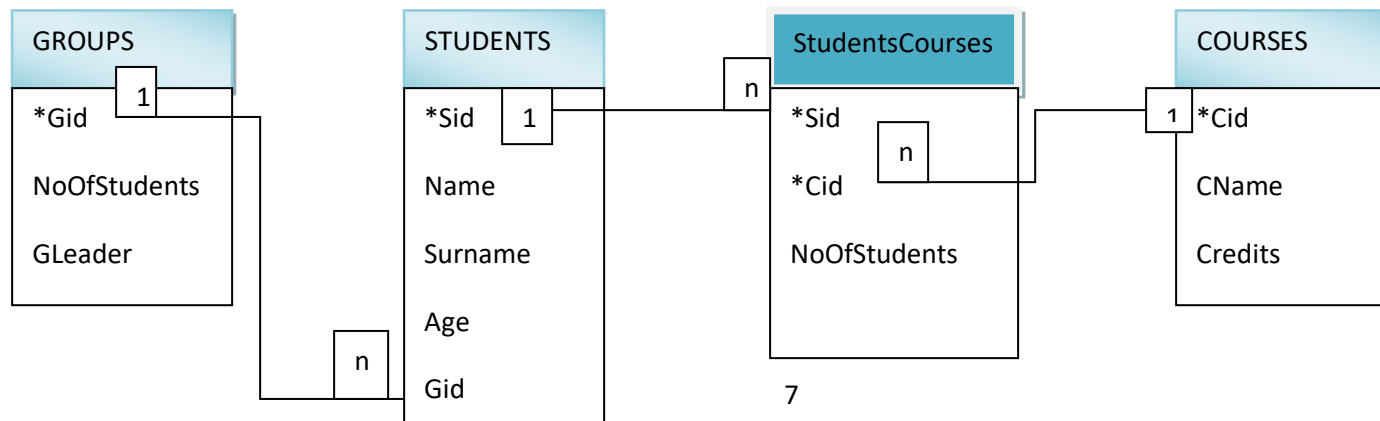 GROUPS
1
*Gid
NoOfStudents
GLeader
STUDENTS
*Sid
1
Name
Surname
Age
n
Gid
StudentsCourses
n
*Sid
n
*Cid
NoOfStudents
7
COURSES
1
*Cid
CName
Credits